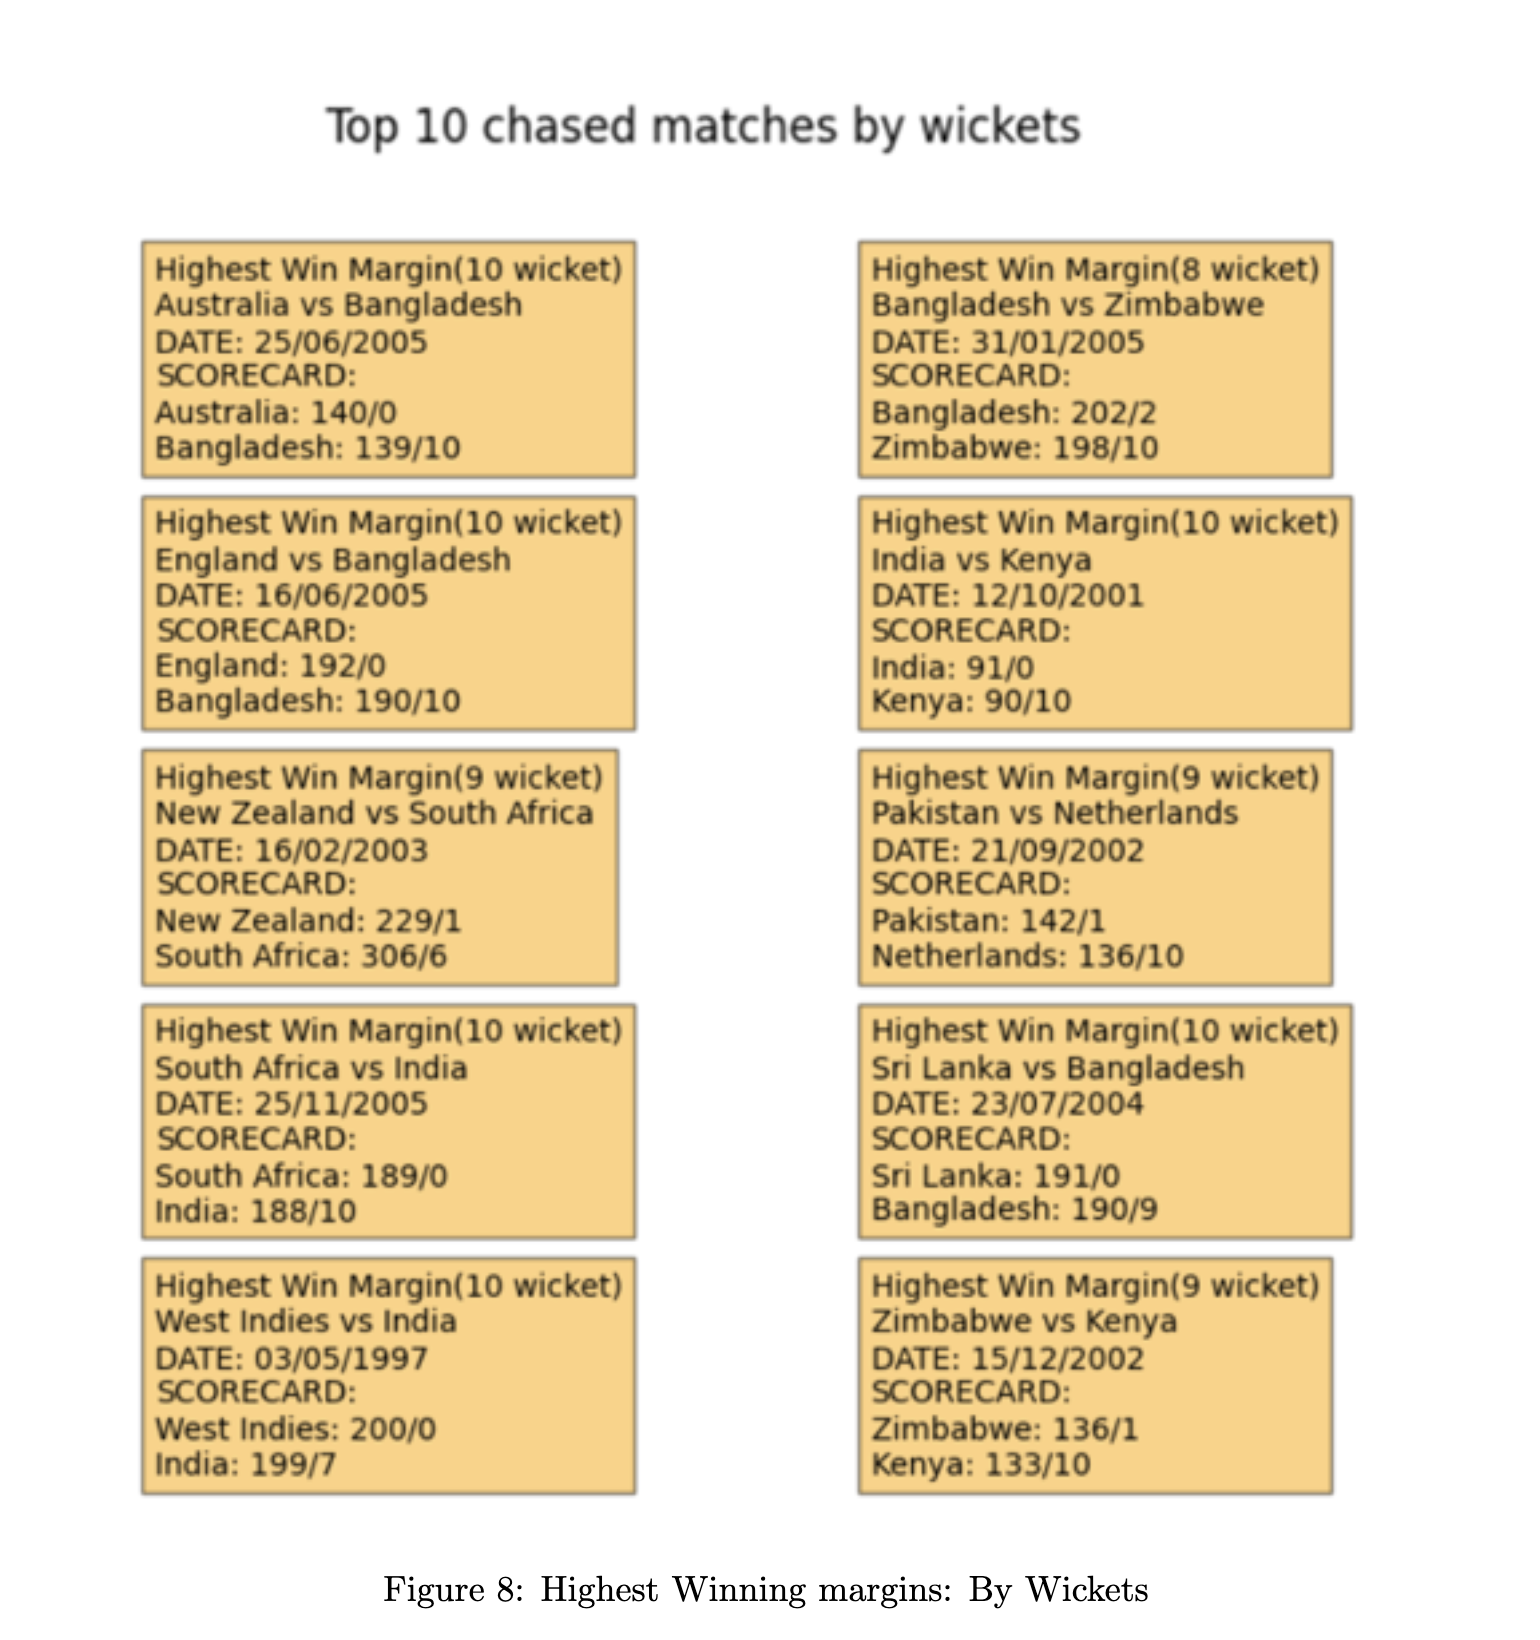 Top 10 chased matches by wickets
Highest Win Margin(10 wicket)
Australia vs Bangladesh
DATE: 25/06/2005
SCORECARD:
Australia: 140/0
Bangladesh: 139/10
Highest Win Margin(8 wicket)
Bangladesh vs Zimbabwe
DATE: 31/01/2005
SCORECARD:
Bangladesh: 202/2
Zimbabwe: 198/10
Highest Win Margin(10 wicket)
England vs Bangladesh
DATE: 16/06/2005
SCORECARD:
England: 192/0
Bangladesh: 190/10
Highest Win Margin(10 wicket)
India vs Kenya
DATE: 12/10/2001
SCORECARD:
India: 91/0
Kenya: 90/10
Highest Win Margin(9 wicket)
New Zealand vs South Africa
DATE: 16/02/2003
SCORECARD:
New Zealand: 229/1
South Africa: 306/6
Highest Win Margin(9 wicket)
Pakistan vs Netherlands
DATE: 21/09/2002
SCORECARD:
Pakistan: 142/1
Netherlands: 136/10
Highest Win Margin(10 wicket)
South Africa vs India
DATE: 25/11/2005
SCORECARD:
South Africa: 189/0
India: 188/10
Highest Win Margin(10 wicket)
Sri Lanka vs Bangladesh
DATE: 23/07/2004
SCORECARD:
Sri Lanka: 191/0
Bangladesh: 190/9
Highest Win Margin(10 wicket)
West Indies vs India
DATE: 03/05/1997
SCORECARD:
West Indies: 200/0
India: 199/7
Highest Win Margin(9 wicket)
Zimbabwe vs Kenya
DATE: 15/12/2002
SCORECARD:
Zimbabwe: 136/1
Kenya: 133/10
Figure 8: Highest Winning margins: By Wickets